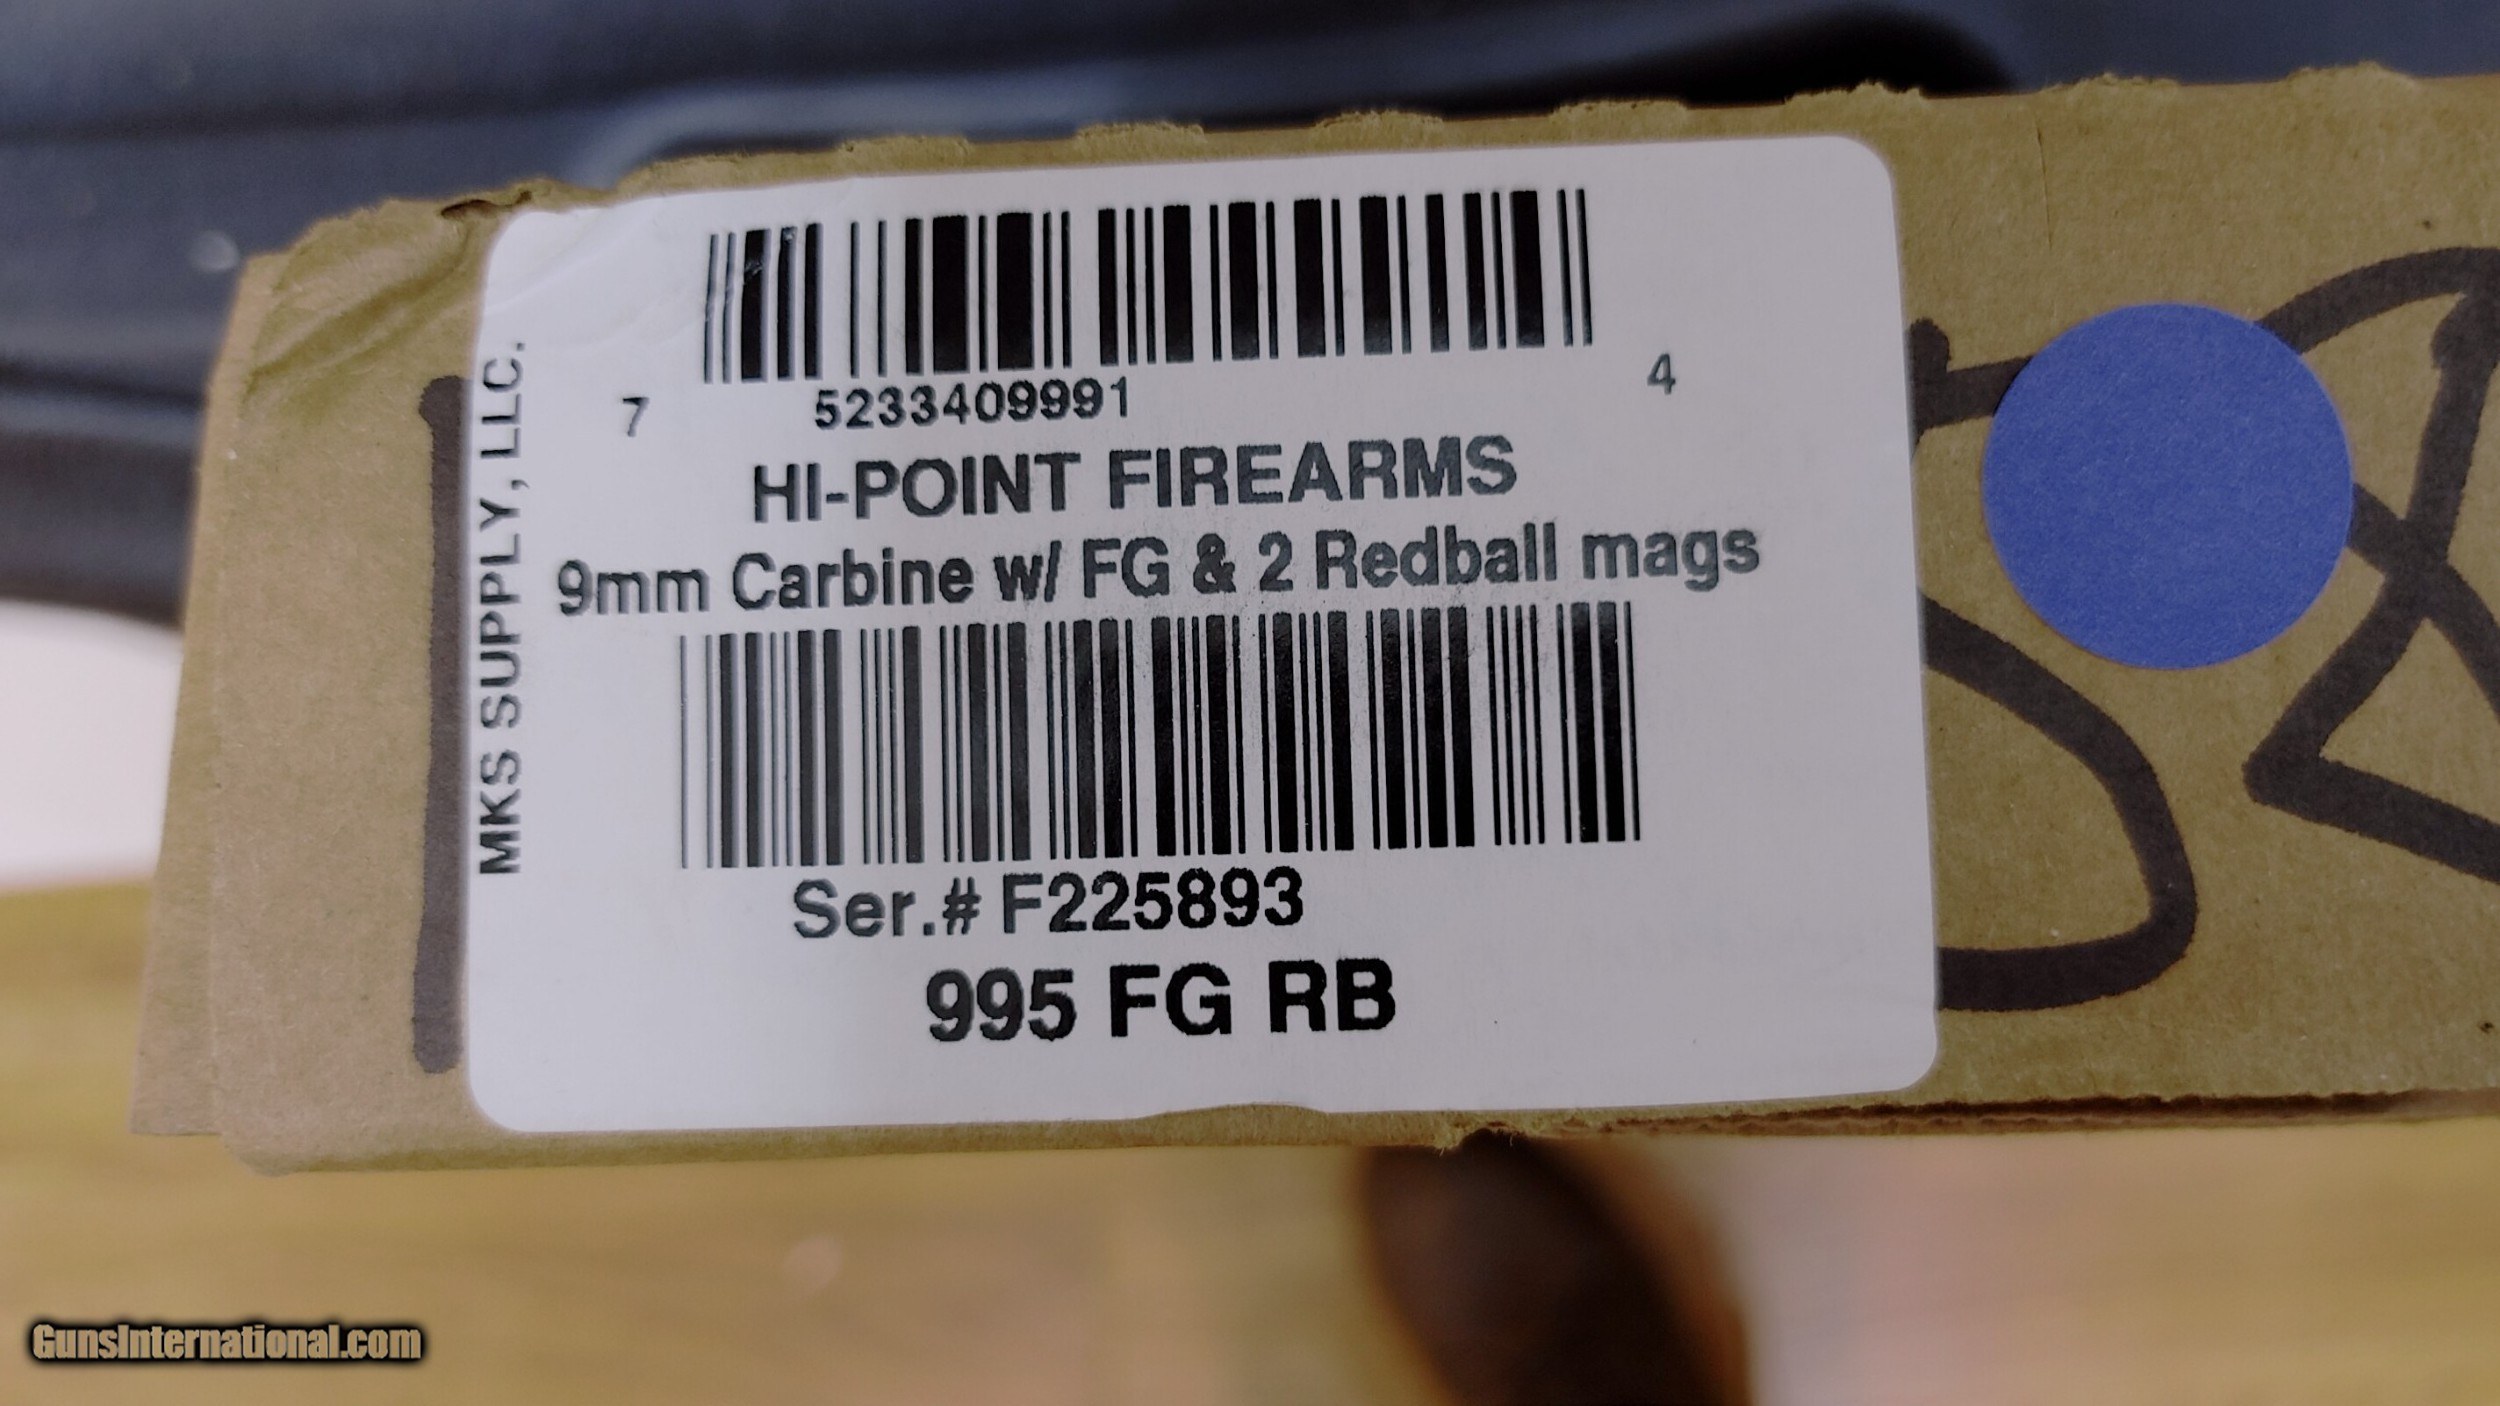 MKS SUPPLY, LLC.
7 5233409991 4
HI-POINT FIREARMS
9mm Carbine w/ FG & 2 Redball mags
Ser.# F225893
995 FG RB
GunsInternational.com